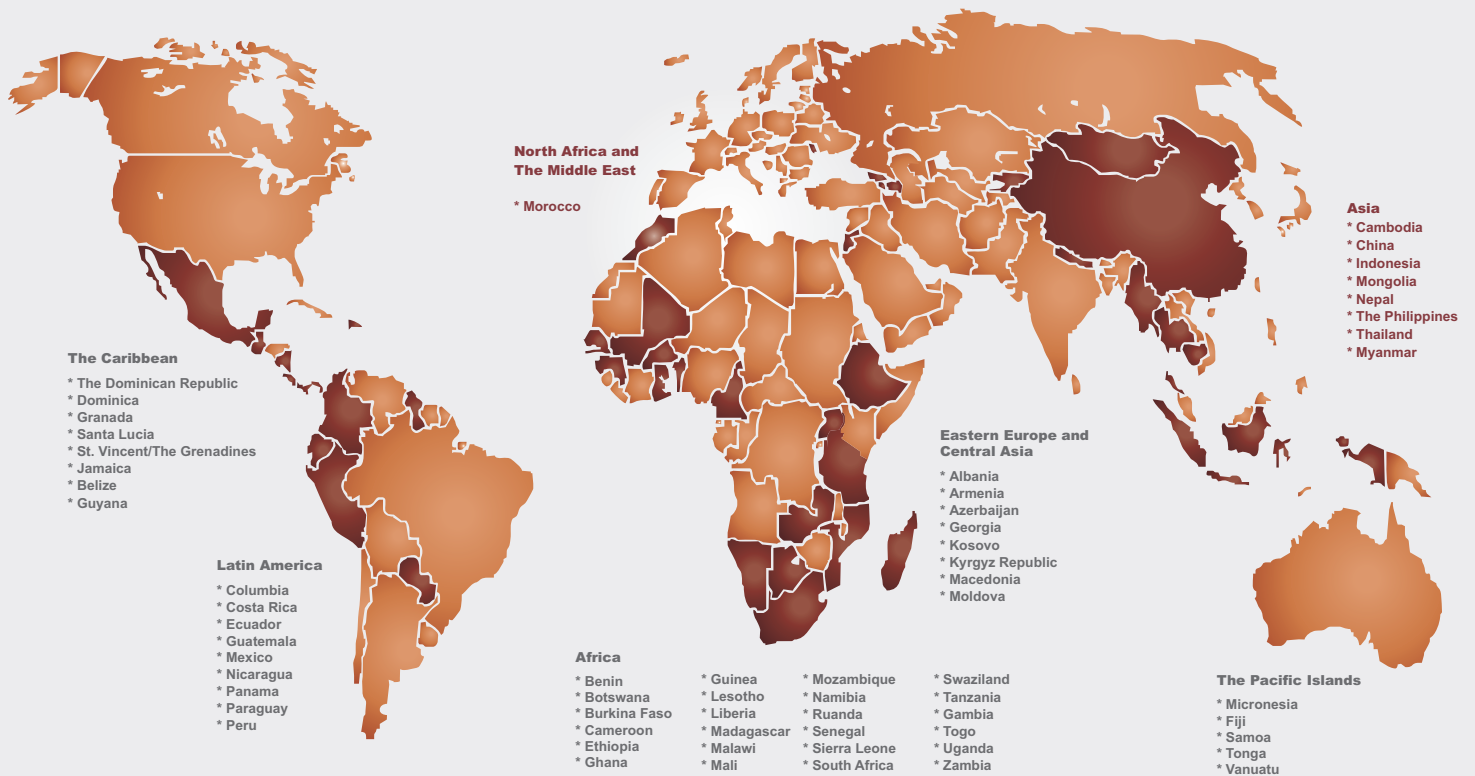 North Africa and
The Middle East
* Morocco
Asia
* Cambodia
* China
* Indonesia
* Mongolia
* Nepal
* The Philippines
* Thailand
* Myanmar
The Caribbean
* The Dominican Republic
* Dominica
* Granada
* Santa Lucia
* St. Vincent/The Grenadines
* Jamaica
* Belize
* Guyana
Eastern Europe and
Central Asia
* Albania
* Armenia
* Azerbaijan
* Georgia
* Kosovo
* Kyrgyz Republic
* Macedonia
* Moldova
Latin America
* Columbia
* Costa Rica
* Ecuador
* Guatemala
* Mexico
* Nicaragua
* Panama
* Paraguay
* Peru
Africa
* Benin
* Botswana
* Burkina Faso
* Cameroon
* Ethiopia
* Ghana
* Guinea
* Lesotho
* Liberia
* Madagascar
* Malawi
* Mali
* Mozambique
* Namibia
* Ruanda
* Senegal
* Sierra Leone
* South Africa
* Swaziland
* Tanzania
* Gambia
* Togo
* Uganda
* Zambia
The Pacific Islands
* Micronesia
* Fiji
* Samoa
* Tonga
* Vanuatu